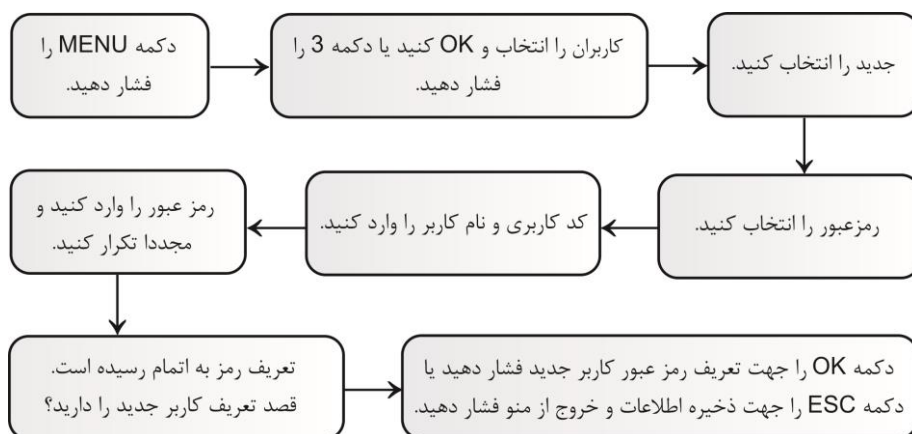 دکمه MENU را
فشار دهید.
کاربران را انتخاب و OK کنید یا دکمه 3 را
فشار دهید.
جدید را انتخاب کنید.
رمزعبور را انتخاب کنید.
کد کاربری و نام کاربر را وارد کنید.
رمز عبور را وارد کنید و
مجددا تکرار کنید.
تعریف رمز به اتمام رسیده است.
قصد تعریف کاربر جدید را دارید؟
دکمه OK را جهت تعریف رمز عبور کاربر جدید فشار دهید یا
دکمه ESC را جهت ذخیره اطلاعات و خروج از منو فشار دهید.